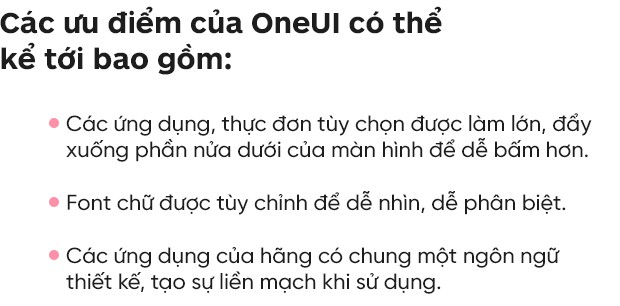 Các ưu điểm của OneUI có thể
kể tới bao gồm:
Các ứng dụng, thực đơn tùy chọn được làm lớn, đẩy
xuống phần nửa dưới của màn hình để dễ bấm hơn.
Font chữ được tùy chỉnh để dễ nhìn, dễ phân biệt.
Các ứng dụng của hãng có chung một ngôn ngữ
thiết kế, tạo sự liền mạch khi sử dụng.